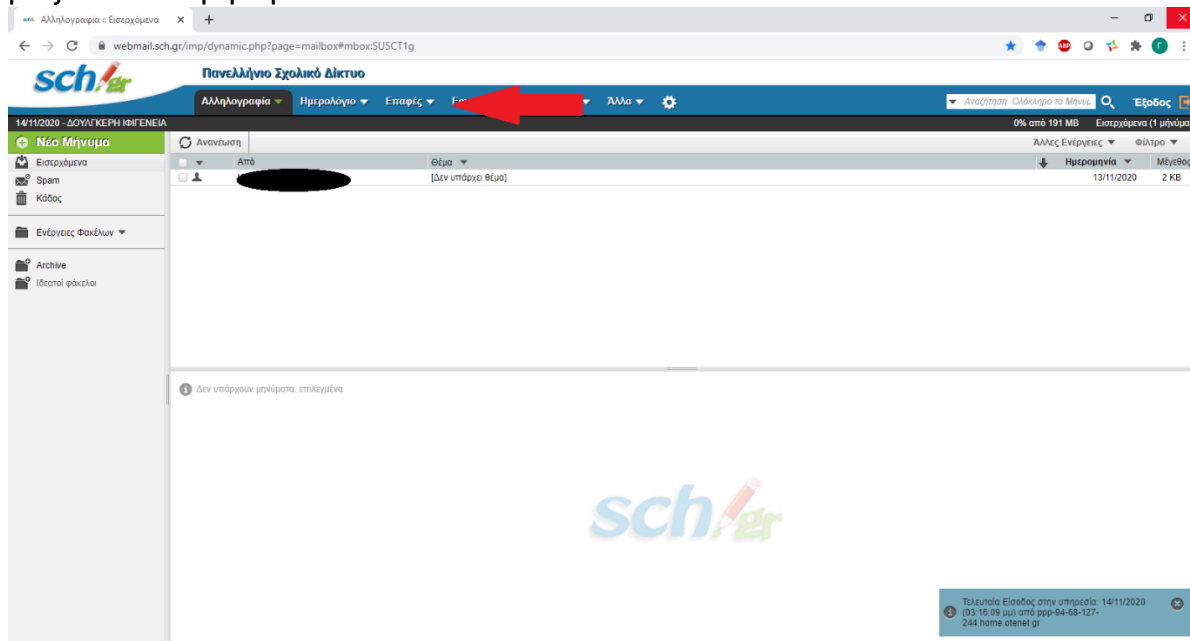 Αλληλογραφία :: Εισερχόμενα
webmail.sch.gr/imp/dynamic.php?page=mailbox#mbox:SU5CT1g
sch.gr
Πανελλήνιο Σχολικό Δίκτυο
Αλληλογραφία Ημερολόγιο Επαφές Άλλα
Αναζήτηση Ολόκληρο το Μήνυμ. Έξοδος
14/11/2020 - ΔΟΥΛΓΚΕΡΗ ΙΦΙΓΕΝΕΙΑ
0% από 191 MB Εισερχόμενα (1 μήνυμα
Νέο Μήνυμα
Ανανέωση
Άλλες Ενέργειες Φίλτρο
Εισερχόμενα
Από Θέμα Ημερομηνία Μέγεθος
Spam
[Δεν υπάρχει θέμα] 13/11/2020 2 KB
Κάδος
Ενέργειες Φακέλων
Archive
Ιδεατοί φάκελοι
Δεν υπάρχουν μηνύματα. επιλεγμένα
sch.gr
Τελευταία Είσοδος στην υπηρεσία: 14/11/2020
(03:16:09 μμ) από ppp-94-68-127-
244.home.otenet.gr